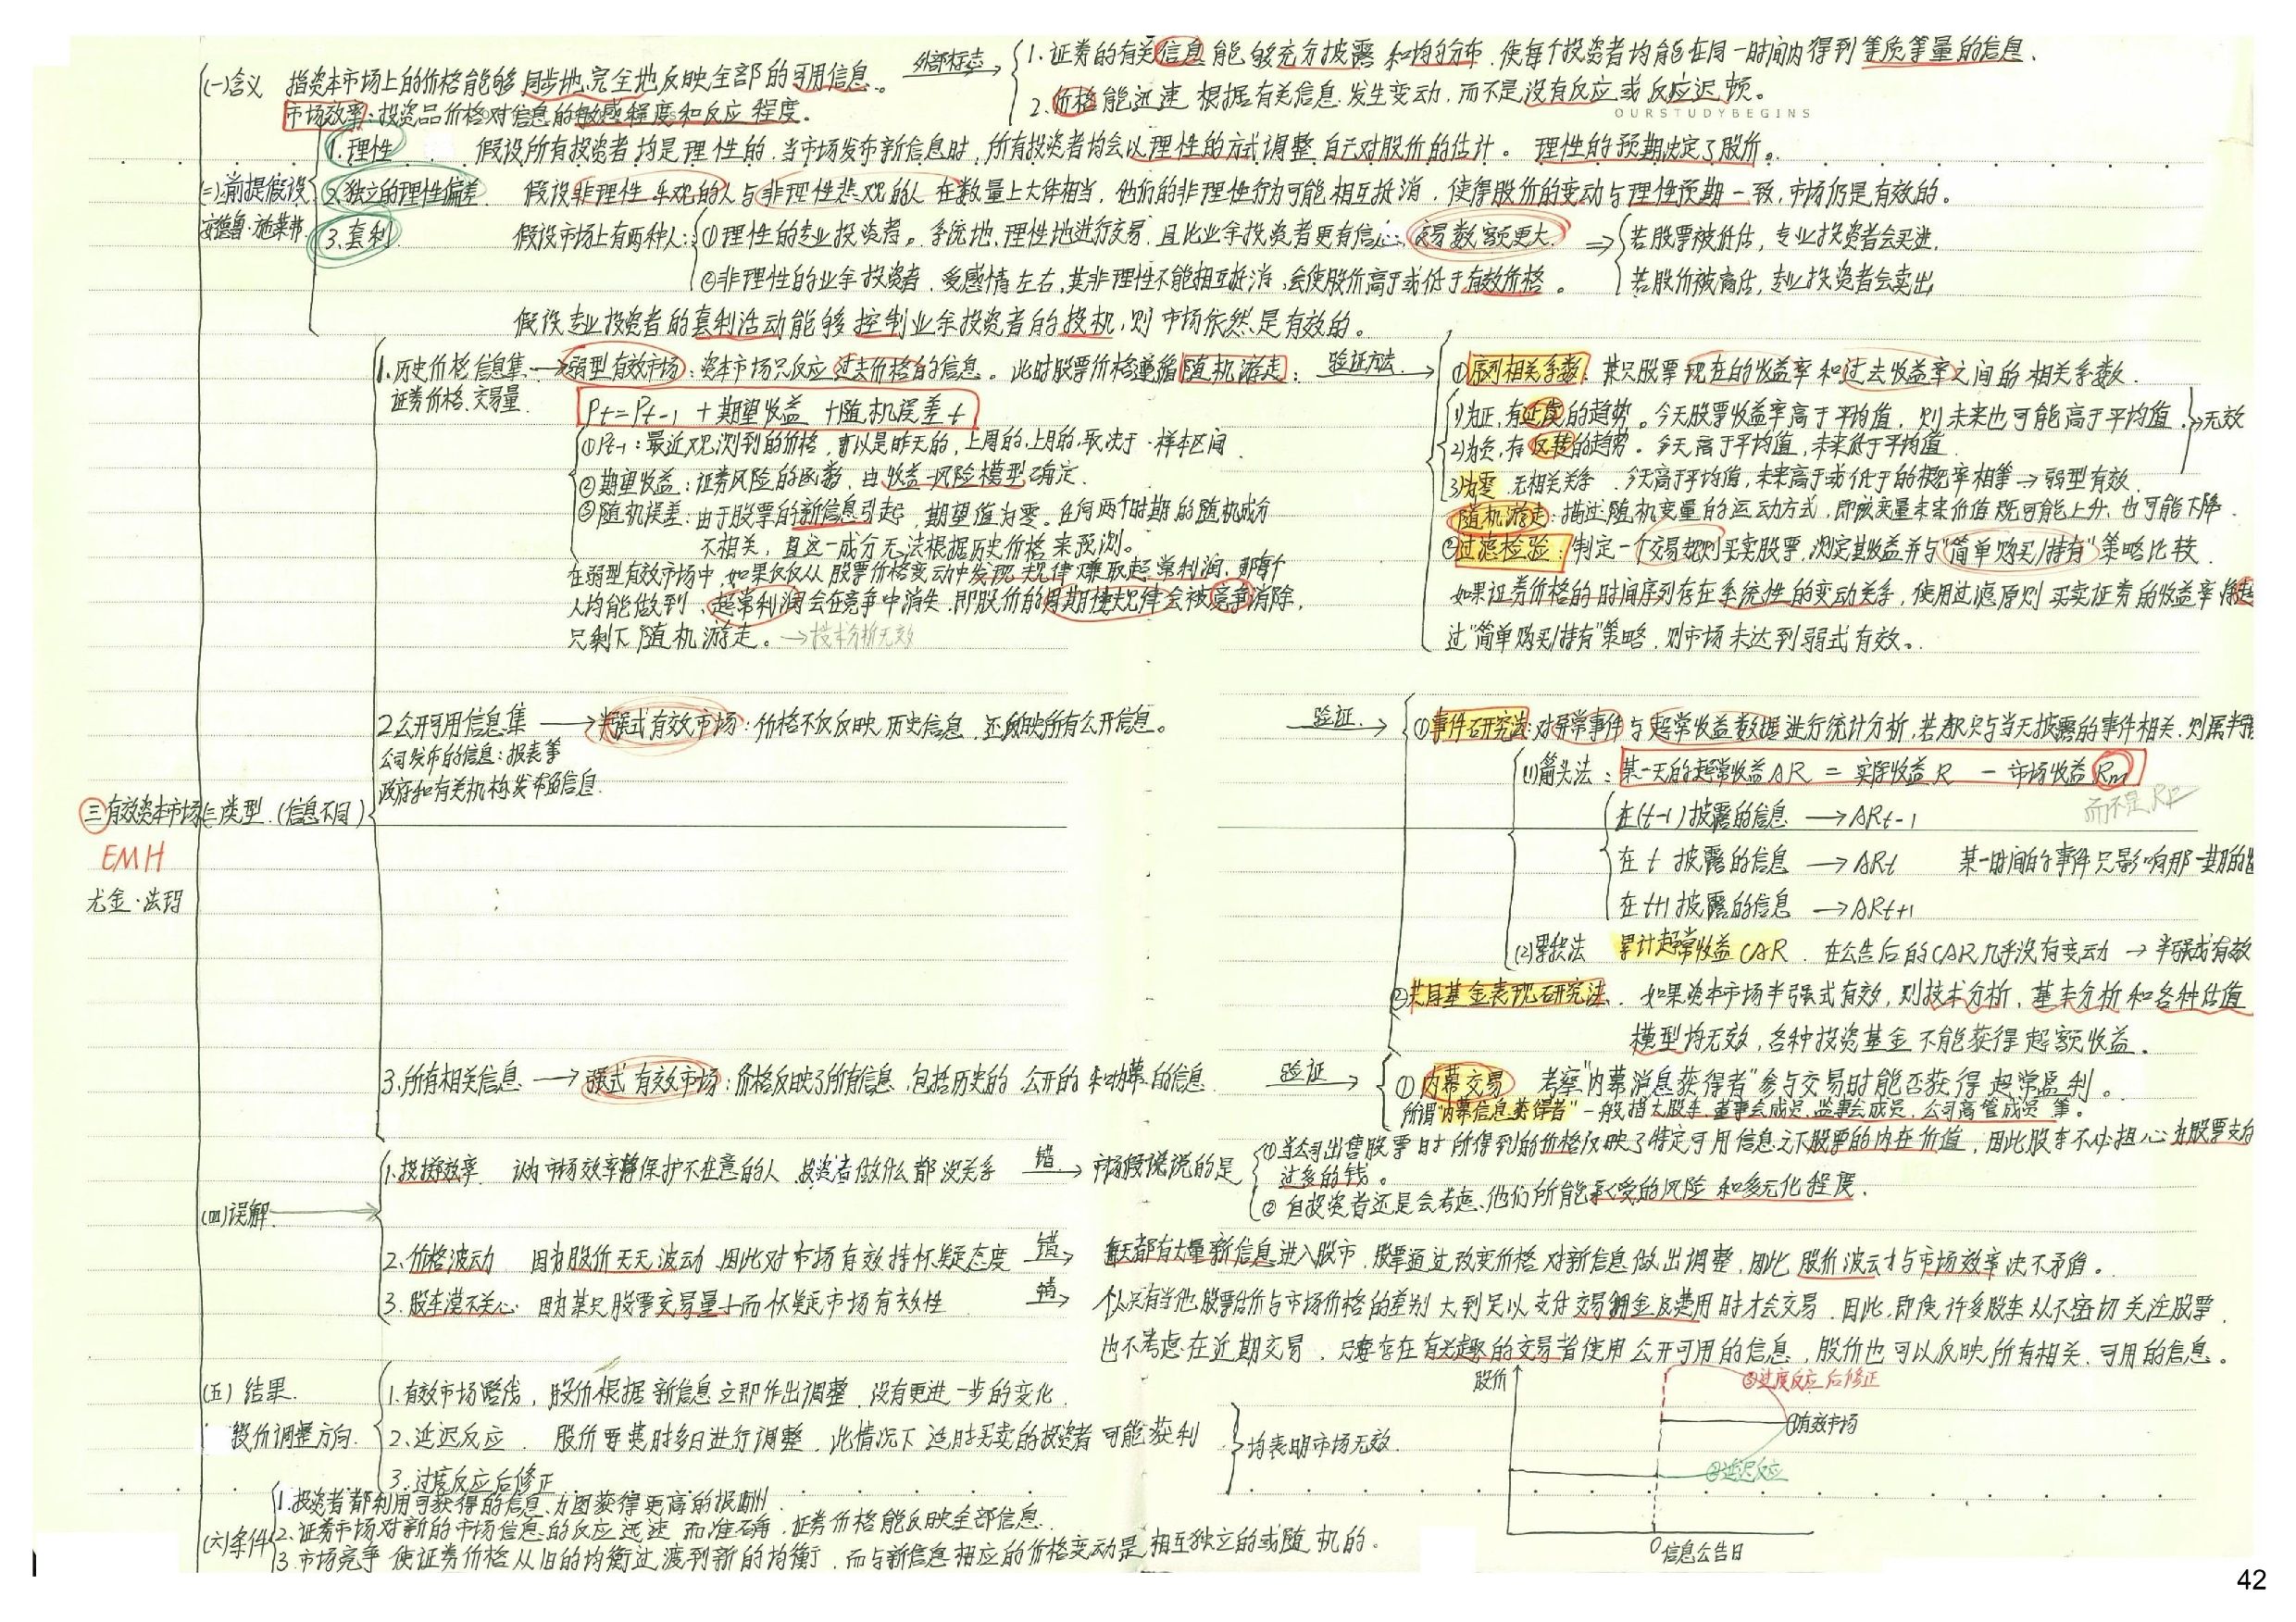 (一)含义 指资本市场上的价格能够同步地、完全地反映全部的可用信息。
市场效率:投资品价格对信息的敏感程度和反应程度。
外部标志
1.证券的有关信息能够充分披露和均匀分布,使每个投资者均能在同一时间内得到等质等量的信息.
2.价格能迅速根据有关信息发生变动,而不是没有反应或反应迟顿。
OURSTUDYBEGINS
(二)前提假设
安德鲁·施莱弗
1.理性 假设所有投资者均是理性的,当市场发布新信息时,所有投资者均会以理性的方式调整自己对股价的估计。理性的预期决定了股价。
2.独立的理性偏差 假设非理性乐观的人与非理性悲观的人在数量上大体相当,他们的非理性行为可能相互抵消,使得股价的变动与理性预期一致,市场仍是有效的。
3.套利 假设市场上有两种人:
①理性的专业投资者。系统地、理性地进行交易,且比业余投资者更有信心,交易数额更大.
⇒ 若股票被低估,专业投资者会买进.
若股价被高估,专业投资者会卖出
②非理性的业余投资者,受感情左右,其非理性不能相互抵消,会使股价高于或低于有效价格。
假设专业投资者的套利活动能够控制业余投资者的投机,则市场依然是有效的。
三 有效资本市场
EMH
尤金·法玛
(三)类型.(信息不同)
1.历史价格信息集→弱型有效市场:资本市场只反应过去价格的信息。此时股票价格遵循随机游走:
证券价格、交易量.
Pt=Pt-1 +期望收益 +随机误差t
①Pt-1:最近观测到的价格,可以是昨天的,上周的,上月的,取决于样本区间.
②期望收益:证券风险的函数,由收益-风险模型确定.
③随机误差:由于股票的新信息引起,期望值为零。任何两个时期的随机成分
不相关,且这一成分无法根据历史价格来预测。
在弱型有效市场中,如果仅仅从股票价格变动中发现规律赚取超常利润,那每个
人均能做到,超常利润会在竞争中消失,即股价的周期性规律会被竞争消除,
只剩下随机游走。→技术分析无效
验证方法→
①序列相关系数:某只股票现在的收益率和过去收益率之间的相关系数.
1)为正,有延续的趋势。今天股票收益率高于平均值,则未来也可能高于平均值.
2)为负,有反转的趋势。今天高于平均值,未来低于平均值
无效
3)为零 无相关关系.今天高于平均值,未来高于或低于的概率相等→弱型有效.
随机游走:描述随机变量的运动方式,即该变量未来价值既可能上升,也可能下降.
②过滤检验:制定一个交易规则买卖股票,测定其收益并与"简单购买/持有"策略比较.
如果证券价格的时间序列存在系统性的变动关系,使用过滤原则买卖证券的收益率将超
过"简单购买/持有"策略,则市场未达到弱式有效。
2.公开可用信息集→半强式有效市场:价格不仅反映历史信息,还反映所有公开信息。
公司发布的信息:报表等
政府和有关机构发布的信息.
验证→
①事件研究法:对异常事件与超常收益数据进行统计分析,若AR只与当天披露的事件相关,则属半强
(1)箭头法:某一天的超常收益AR = 实际收益R - 市场收益Rm
而不是RF
在(t-1)披露的信息→ARt-1
在t披露的信息→ARt 某一时间的事件只影响那一期的
在t+1披露的信息→ARt+1
(2)累积法 累计超常收益CAR.在公告后的CAR几乎没有变动→半强式有效
②共同基金表现研究法.如果资本市场半强式有效,则技术分析,基本分析和各种估值
模型均无效,各种投资基金不能获得超额收益.
3.所有相关信息→强式有效市场:价格反映了所有信息,包括历史的、公开的和内幕的信息
验证→
①内幕交易 考察"内幕消息获得者"参与交易时能否获得超常盈利。
所谓"内幕信息获得者"一般指大股东,董事会成员,监事会成员,公司高管成员等。
(四)误解.
1.投掷效率.认为市场效率将保护不在意的人,投资者做什么都没关系 错→市场假说说的是
①当公司出售股票时所得到的价格反映了特定可用信息之下股票的内在价值,因此股东不必担心为股票支付
过多的钱。
②但投资者还是会考虑他们所能承受的风险和多元化程度.
2.价格波动 因为股价天天波动,因此对市场有效持怀疑态度 错→每天都有大量新信息进入股市,股票通过改变价格对新信息做出调整,因此股价波动与市场效率决不矛盾。
3.股东漠不关心 因为某只股票交易量小而怀疑市场有效性 错→个人只有当他股票估价与市场价格的差别大到足以支付交易佣金及费用时才会交易.因此,即使许多股东从不密切关注股票,
也不考虑在近期交易,只要存在有兴趣的交易者使用公开可用的信息,股价也可以反映所有相关、可用的信息。
(五)结果.
股价调整方向.
1.有效市场路线,股价根据新信息立即作出调整,没有更进一步的变化.
2.延迟反应.股价要费时多日进行调整,此情况下适时买卖的投资者可能获利
3.过度反应后修正
均表明市场无效.
股价
③过度反应后修正
①有效市场
②延迟反应
0 信息公告日
(六)条件
1.投资者都利用可获得的信息力图获得更高的报酬.
2.证券市场对新的市场信息的反应迅速而准确,证券价格能反映全部信息.
3.市场竞争使证券价格从旧的均衡过渡到新的均衡,而与新信息相应的价格变动是相互独立的或随机的。
42